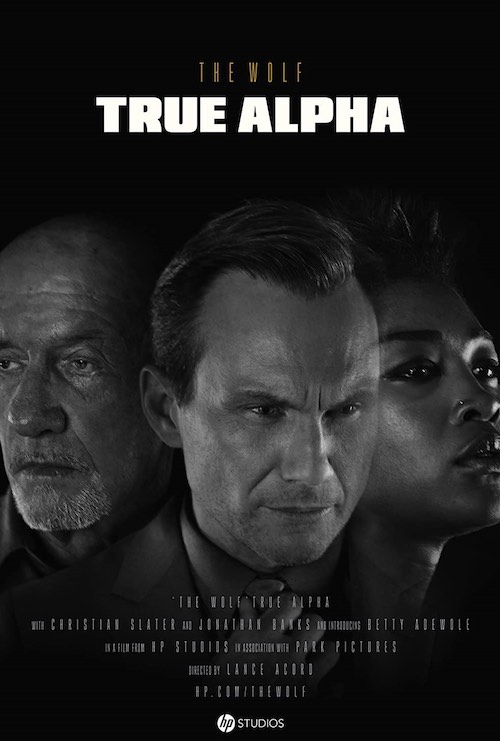 THE WOLF
TRUE ALPHA
'THE WOLF' TRUE ALPHA
WITH CHRISTIAN SLATER AND JONATHAN BANKS AND INTRODUCING BETTY ADEWOLE
IN A FILM FROM HP STUDIOS IN ASSOCIATION WITH PARK PICTURES
DIRECTED BY LANCE ACORD
HP.COM/THEWOLF
hp STUDIOS